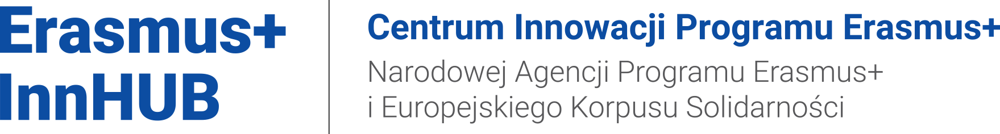 Erasmus+
InnHUB
Centrum Innowacji Programu Erasmus+
Narodowej Agencji Programu Erasmus+
i Europejskiego Korpusu Solidarności